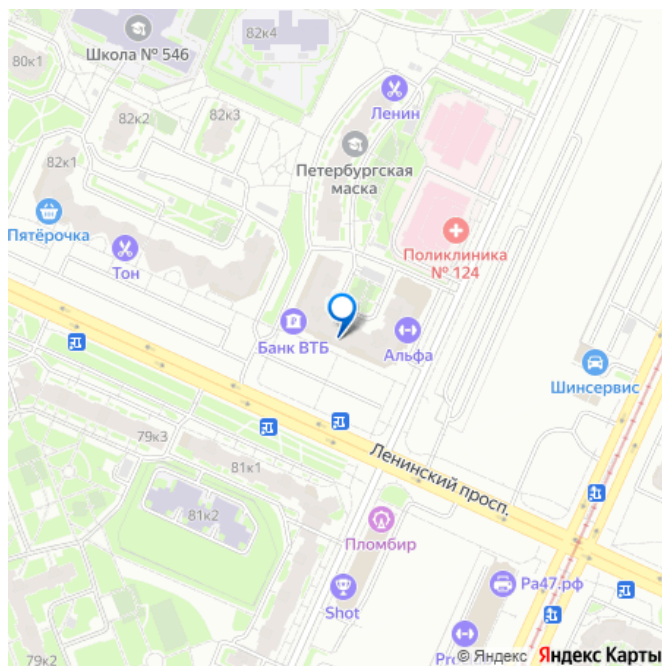 82к4
Школа № 546
80к1
Ленин
82к2
82к3
Петербургская
маска
82к1
Пятёрочка
Тон
Поликлиника
№ 124
Банк ВТБ
Альфа
Шинсервис
79к3
81к1
Ленинский просп.
81к2
Пломбир
Ра47.рф
Shot
79к2
Pro
© Яндекс Яндекс Карты